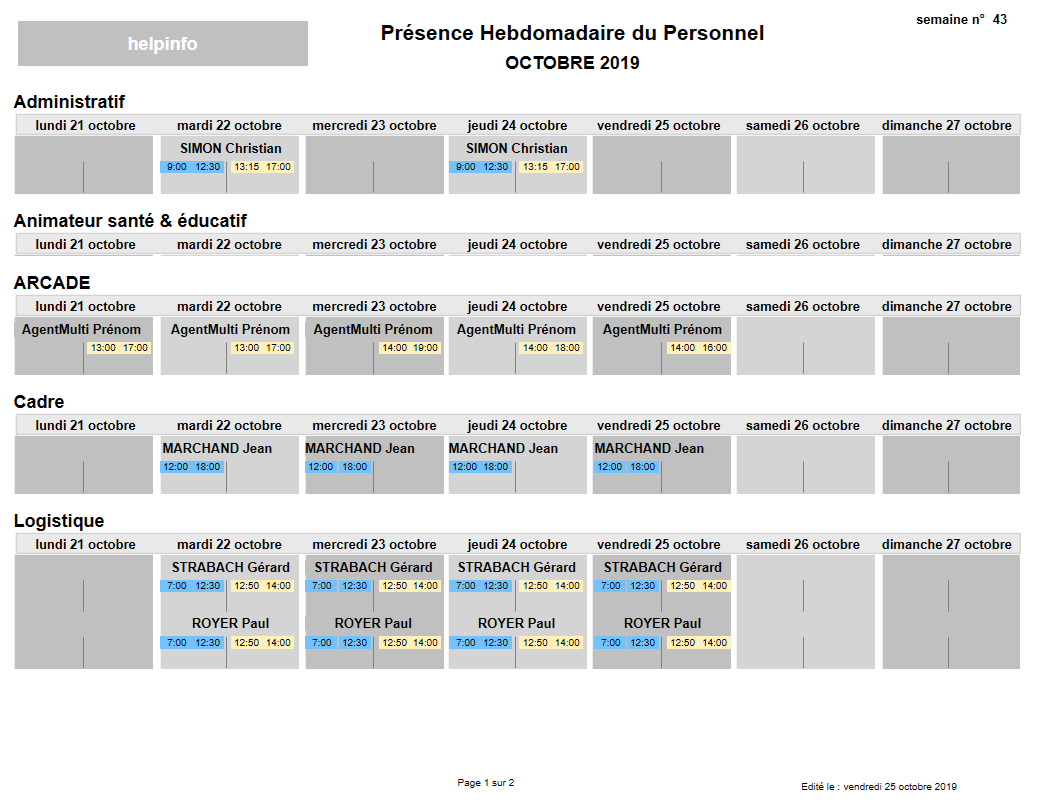 semaine n° 43
helpinfo
Présence Hebdomadaire du Personnel
OCTOBRE 2019
Administratif
lundi 21 octobre mardi 22 octobre mercredi 23 octobre jeudi 24 octobre vendredi 25 octobre samedi 26 octobre dimanche 27 octobre
SIMON Christian SIMON Christian
9:00 12:30 13:15 17:00 9:00 12:30 13:15 17:00
Animateur santé & éducatif
lundi 21 octobre mardi 22 octobre mercredi 23 octobre jeudi 24 octobre vendredi 25 octobre samedi 26 octobre dimanche 27 octobre
ARCADE
lundi 21 octobre mardi 22 octobre mercredi 23 octobre jeudi 24 octobre vendredi 25 octobre samedi 26 octobre dimanche 27 octobre
AgentMulti Prénom AgentMulti Prénom AgentMulti Prénom AgentMulti Prénom AgentMulti Prénom
13:00 17:00 13:00 17:00 14:00 19:00 14:00 18:00 14:00 16:00
Cadre
lundi 21 octobre mardi 22 octobre mercredi 23 octobre jeudi 24 octobre vendredi 25 octobre samedi 26 octobre dimanche 27 octobre
MARCHAND Jean MARCHAND Jean MARCHAND Jean MARCHAND Jean
12:00 18:00 12:00 18:00 12:00 18:00 12:00 18:00
Logistique
lundi 21 octobre mardi 22 octobre mercredi 23 octobre jeudi 24 octobre vendredi 25 octobre samedi 26 octobre dimanche 27 octobre
STRABACH Gérard STRABACH Gérard STRABACH Gérard STRABACH Gérard
7:00 12:30 12:50 14:00 7:00 12:30 12:50 14:00 7:00 12:30 12:50 14:00 7:00 12:30 12:50 14:00
ROYER Paul ROYER Paul ROYER Paul ROYER Paul
7:00 12:30 12:50 14:00 7:00 12:30 12:50 14:00 7:00 12:30 12:50 14:00 7:00 12:30 12:50 14:00
Page 1 sur 2
Edité le : vendredi 25 octobre 2019